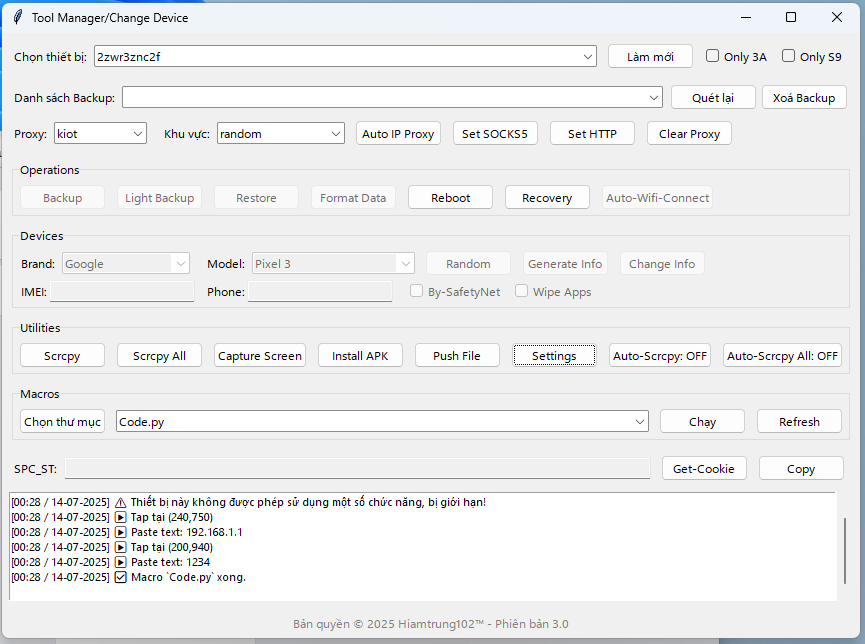 Tool Manager/Change Device
Chọn thiết bị: 2zwr3znc2f Làm mới Only 3A Only S9
Danh sách Backup: Quét lại Xoá Backup
Proxy: kiot Khu vực: random Auto IP Proxy Set SOCKS5 Set HTTP Clear Proxy
Operations
Backup Light Backup Restore Format Data Reboot Recovery Auto-Wifi-Connect
Devices
Brand: Google Model: Pixel 3 Random Generate Info Change Info
IMEI: Phone: By-SafetyNet Wipe Apps
Utilities
Scrcpy Scrcpy All Capture Screen Install APK Push File Settings Auto-Scrcpy: OFF Auto-Scrcpy All: OFF
Macros
Chọn thư mục Code.py Chạy Refresh
SPC_ST: Get-Cookie Copy
[00:28 / 14-07-2025] ⚠ Thiết bị này không được phép sử dụng một số chức năng, bị giới hạn!
[00:28 / 14-07-2025] ▶ Tap tại (240,750)
[00:28 / 14-07-2025] ▶ Paste text: 192.168.1.1
[00:28 / 14-07-2025] ▶ Tap tại (200,940)
[00:28 / 14-07-2025] ▶ Paste text: 1234
[00:28 / 14-07-2025] ☑ Macro `Code.py` xong.
Bản quyền © 2025 Hiamtrung102™ - Phiên bản 3.0